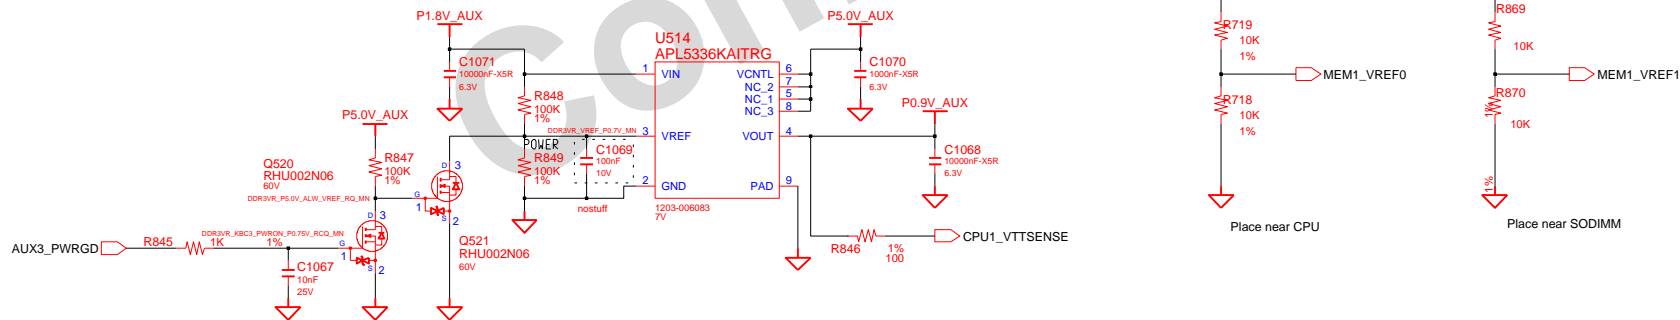 P1.8V_AUX
C1071
10000nF-X5R
6.3V
R848
100K
1%
DDR3VR_VREF_P0.7V_MN
POWER
R849
100K
1%
C1069
100nF
10V
nostuff
U514
APL5336KAITRG
1 VIN
3 VREF
2 GND
VCNTL 6
NC_2 7
NC_1 5
NC_3 8
VOUT 4
PAD 9
1203-006083
7V
P5.0V_AUX
C1070
1000nF-X5R
6.3V
P0.9V_AUX
C1068
10000nF-X5R
6.3V
R846
1%
100
CPU1_VTTSENSE
P5.0V_AUX
R847
100K
1%
Q520
RHU002N06
60V
DDR3VR_P5.0V_ALW_VREF_RQ_MN
D 3
G
1
S 2
Q521
RHU002N06
60V
D 3
G
1
S 2
AUX3_PWRGD
R845
1K
1%
DDR3VR_KBC3_PWRON_P0.75V_RCQ_MN
C1067
10nF
25V
R719
10K
1%
MEM1_VREF0
R718
10K
1%
Place near CPU
R869
10K
1%
MEM1_VREF1
R870
10K
1%
Place near SODIMM
Com